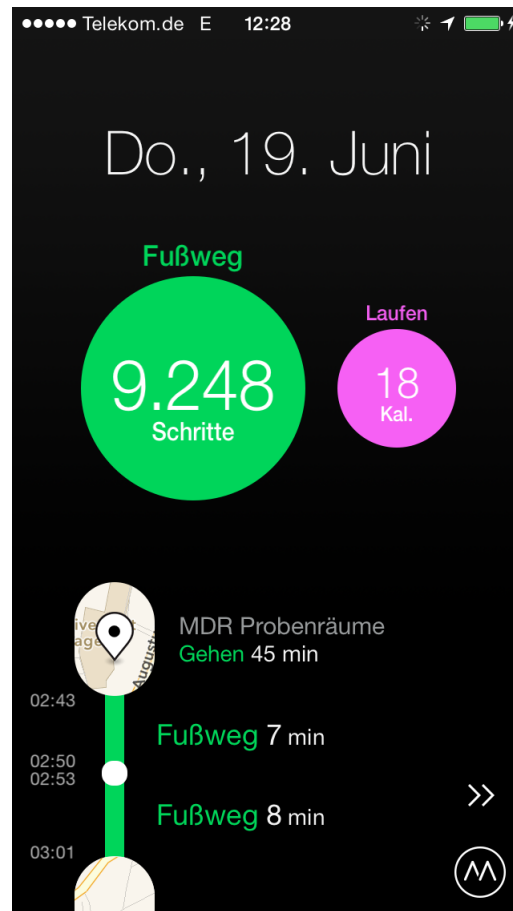 Telekom.de E 12:28
Do., 19. Juni
Fußweg
Laufen
9.248
Schritte
18
Kal.
MDR Probenräume
Gehen 45 min
Augustu
02:43
Fußweg 7 min
02:50
02:53
Fußweg 8 min
03:01